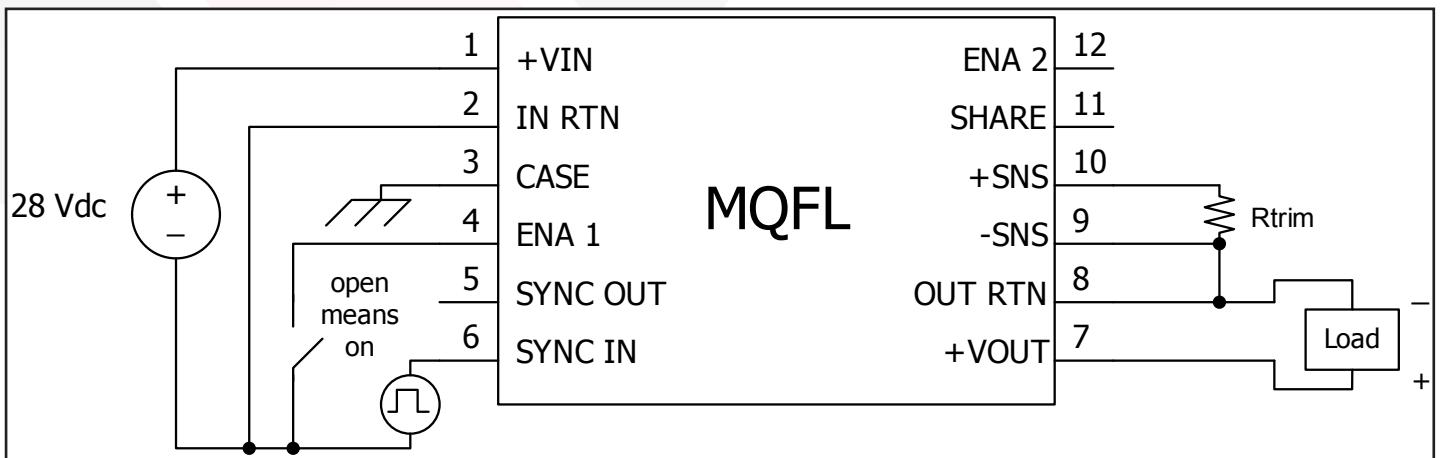 28 Vdc
+
–
1
2
3
4
5
6
open
means
on
+VIN
IN RTN
CASE
ENA 1
SYNC OUT
SYNC IN
MQFL
ENA 2
SHARE
+SNS
-SNS
OUT RTN
+VOUT
12
11
10
9
8
7
Rtrim
–
Load
+